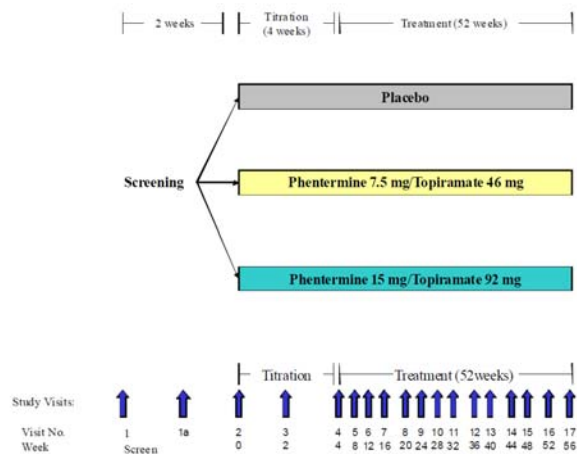 2 weeks
Titration
(4 weeks)
Treatment (52 weeks)
Placebo
Screening
Phentermine 7.5 mg/Topiramate 46 mg
Phentermine 15 mg/Topiramate 92 mg
Titration
Treatment (52weeks)
Study Visits:
Visit No. 1 1a 2 3 4 5 6 7 8 9 10 11 12 13 14 15 16 17
Week Screen 0 2 4 8 12 16 20 24 28 32 36 40 44 48 52 56